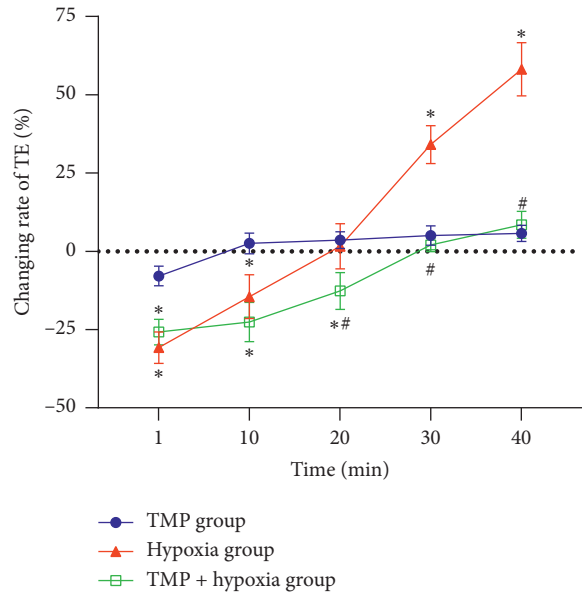 Changing rate of TE (%)
75
50
25
0
−25
−50
*
*
*
*
*
*
*#
#
#
1 10 20 30 40
Time (min)
TMP group
Hypoxia group
TMP + hypoxia group